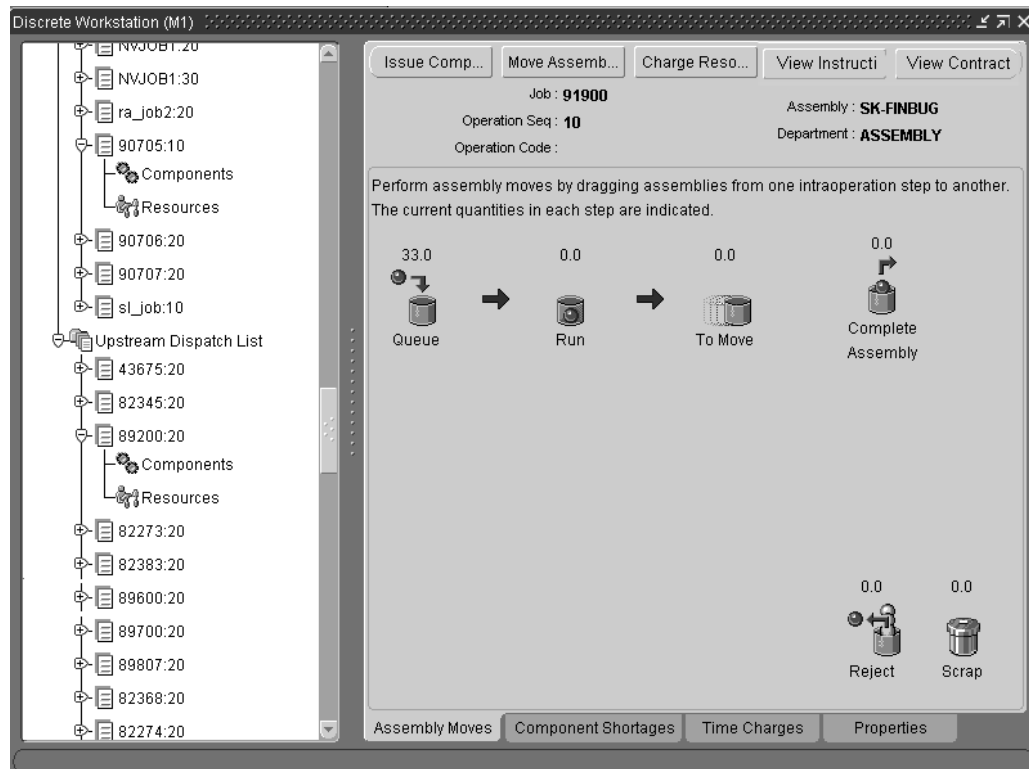 Discrete Workstation (M1)
NVJOB1:20
NVJOB1:30
ra_job2:20
90705:10
Components
Resources
90706:20
90707:20
sl_job:10
Upstream Dispatch List
43675:20
82345:20
89200:20
Components
Resources
82273:20
82383:20
89600:20
89700:20
89807:20
82368:20
82274:20
Issue Comp... Move Assemb... Charge Reso... View Instructi View Contract
Job : 91900
Operation Seq : 10
Operation Code :
Assembly : SK-FINBUG
Department : ASSEMBLY
Perform assembly moves by dragging assemblies from one intraoperation step to another.
The current quantities in each step are indicated.
33.0 0.0 0.0 0.0
Queue Run To Move Complete
Assembly
0.0 0.0
Reject Scrap
Assembly Moves Component Shortages Time Charges Properties